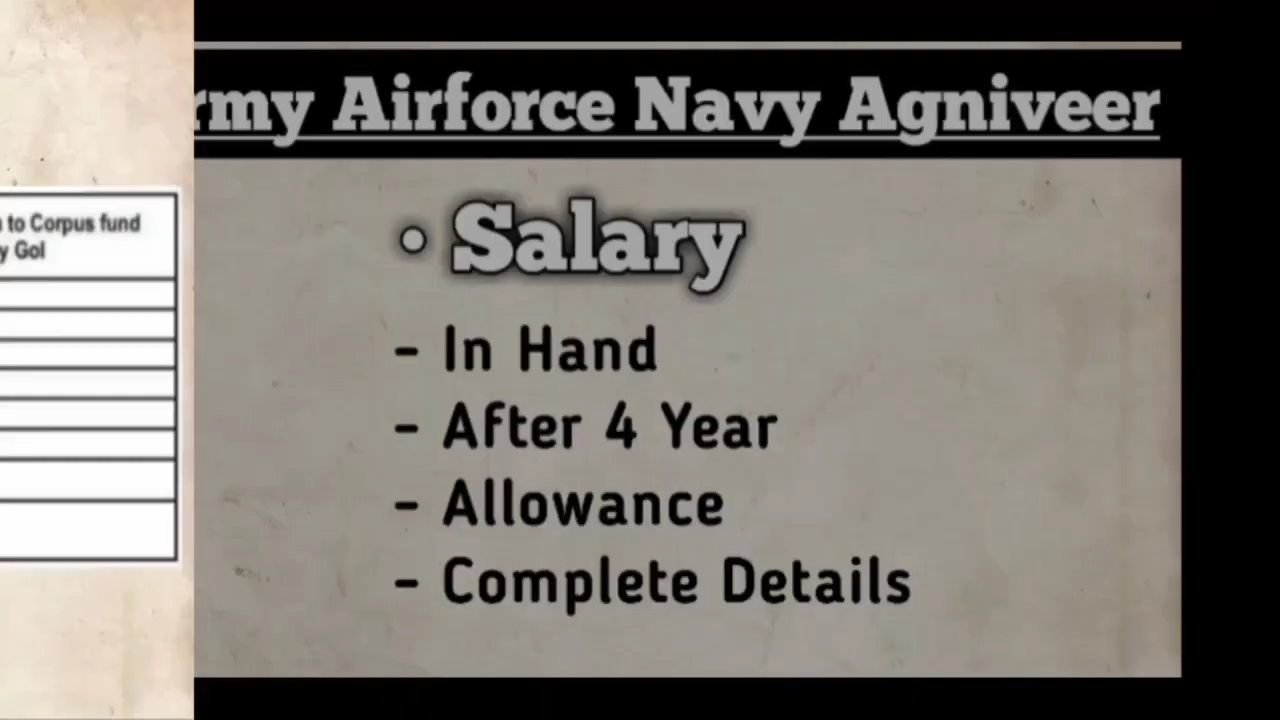 rmy Airforce Navy Agniveer
to Corpus fund
y GoI
• Salary
- In Hand
- After 4 Year
- Allowance
- Complete Details